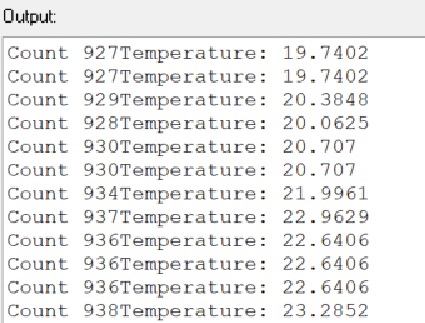 Output:
Count 927Temperature: 19.7402
Count 927Temperature: 19.7402
Count 929Temperature: 20.3848
Count 928Temperature: 20.0625
Count 930Temperature: 20.707
Count 930Temperature: 20.707
Count 934Temperature: 21.9961
Count 937Temperature: 22.9629
Count 936Temperature: 22.6406
Count 936Temperature: 22.6406
Count 936Temperature: 22.6406
Count 938Temperature: 23.2852